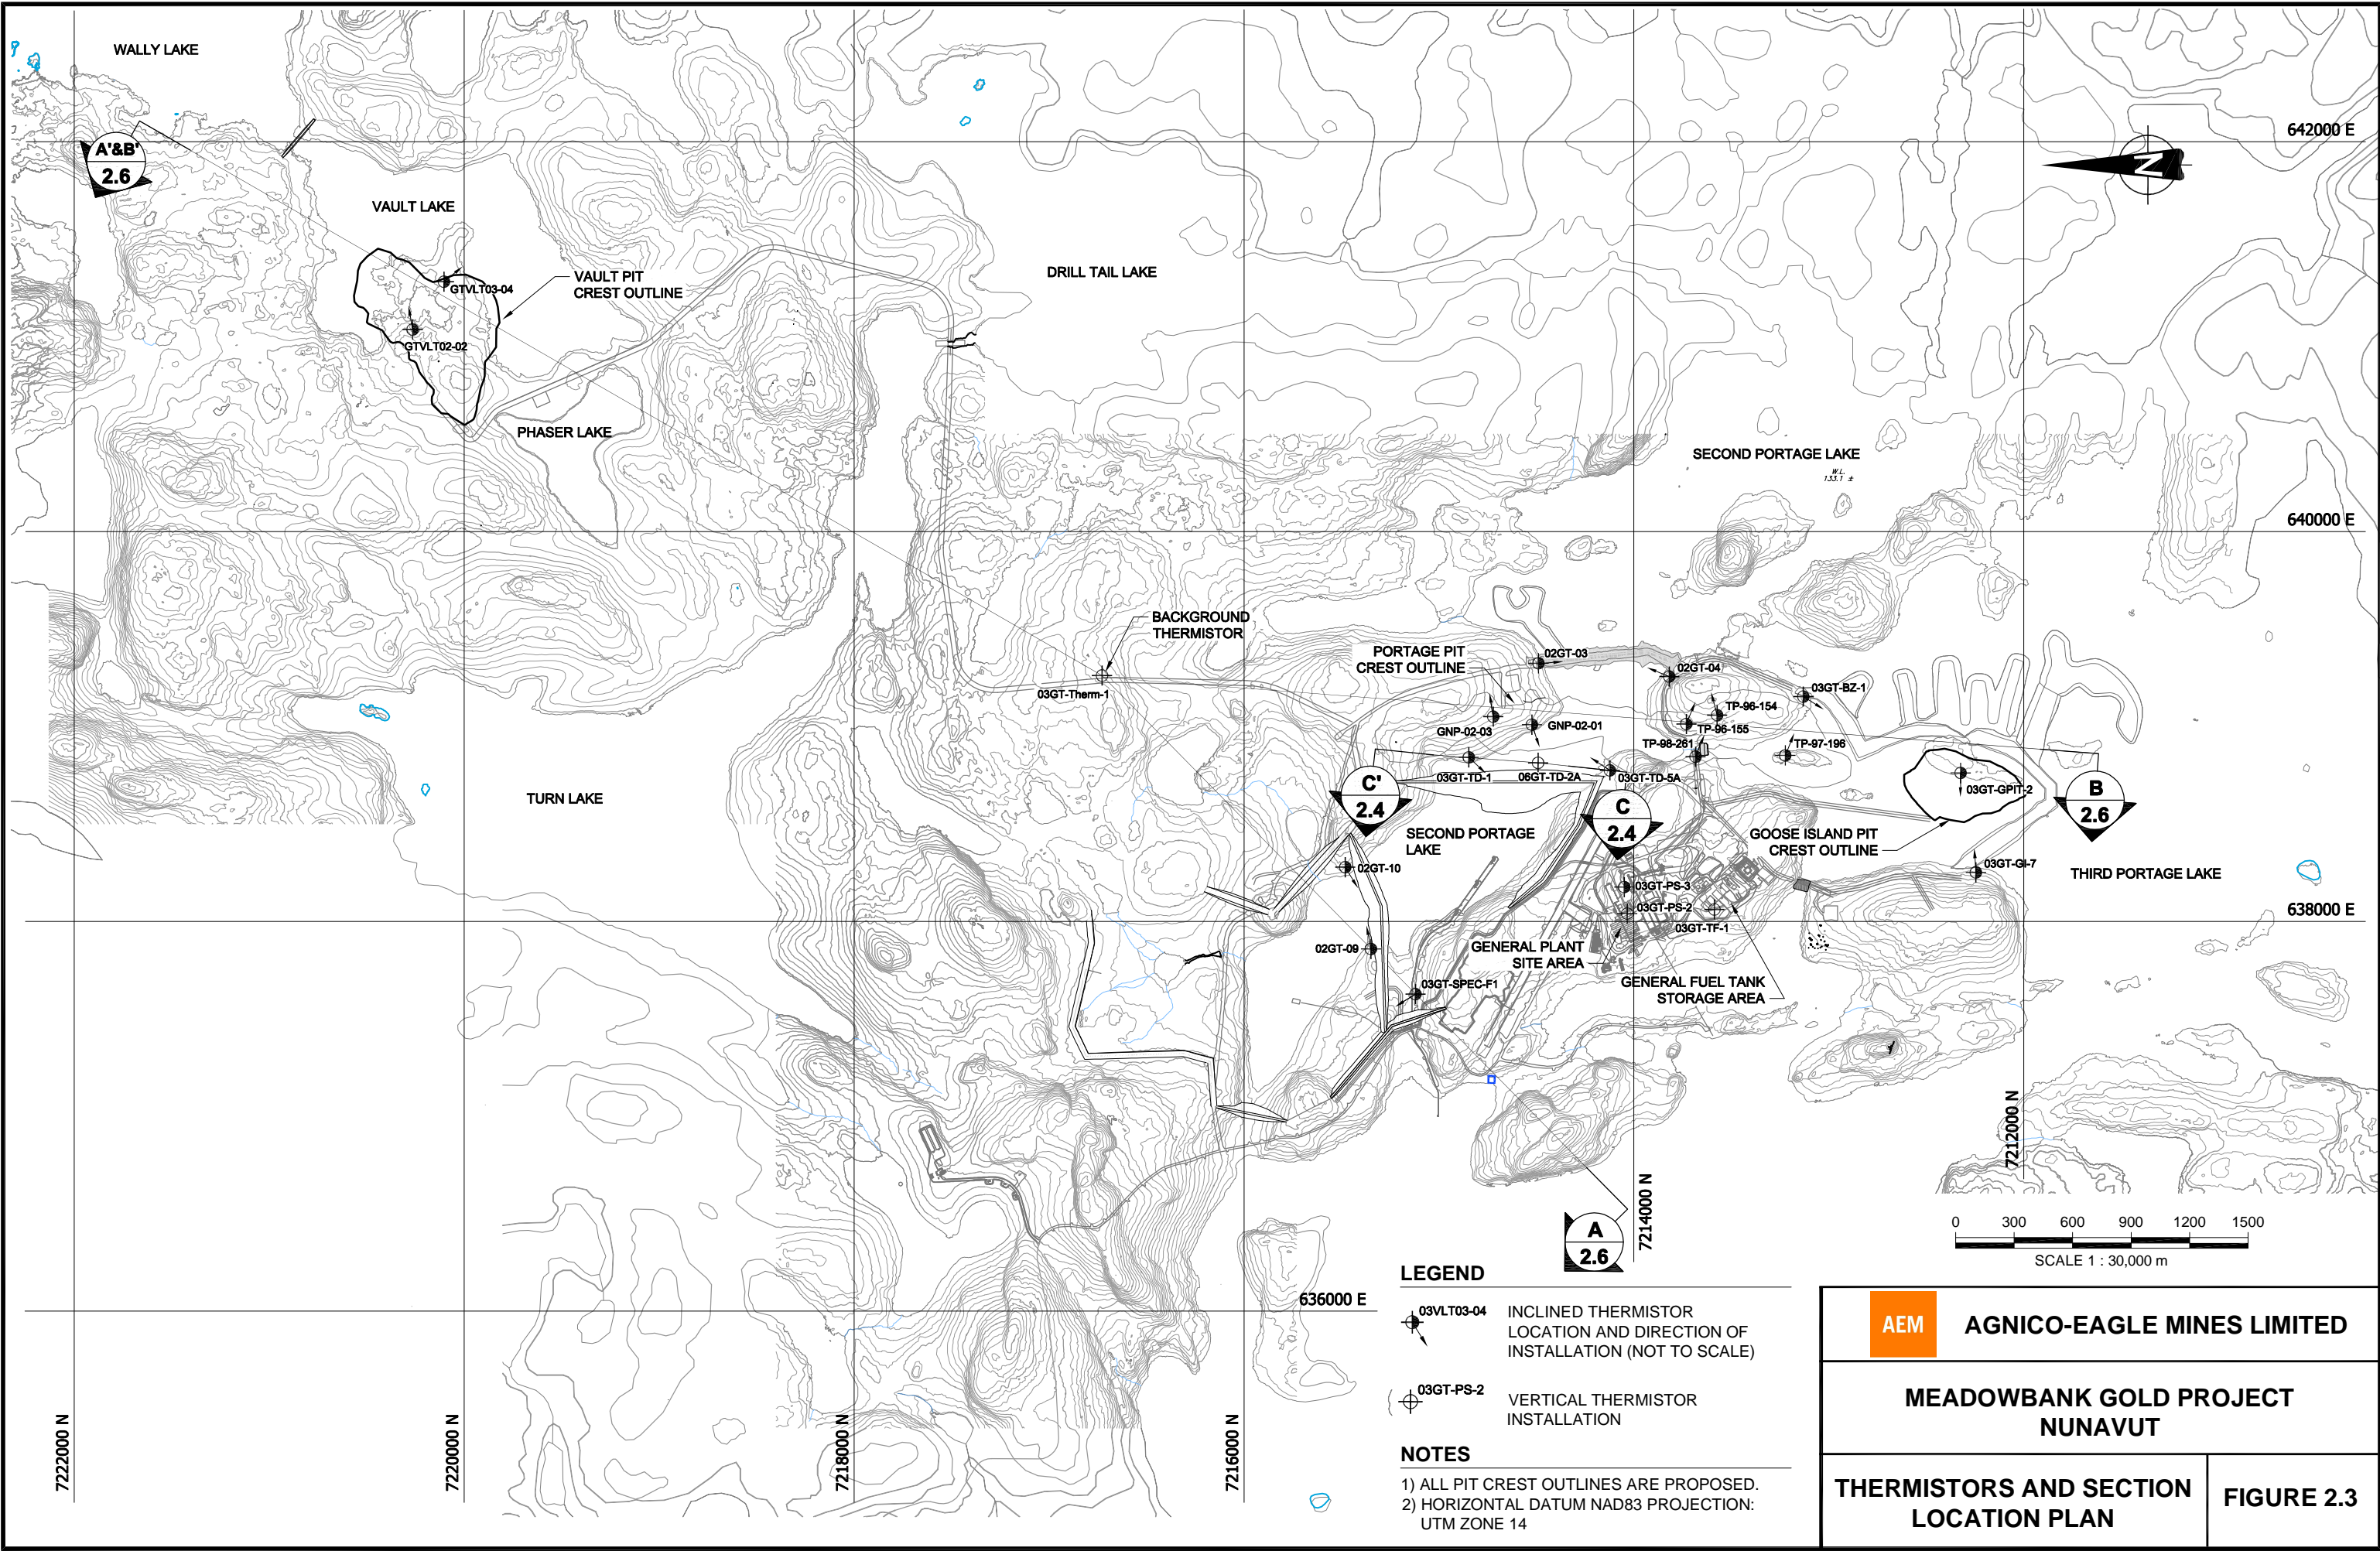 WALLY LAKE
A'&B'
2.6
642000 E
N
VAULT LAKE
GTVLT03-04
VAULT PIT
CREST OUTLINE
GTVLT02-02
DRILL TAIL LAKE
PHASER LAKE
SECOND PORTAGE LAKE
W.L.
133.1 ±
640000 E
BACKGROUND
THERMISTOR
03GT-Therm-1
PORTAGE PIT
CREST OUTLINE
02GT-03
02GT-04
03GT-BZ-1
TP-96-154
TP-96-155
GNP-02-03
GNP-02-01
TP-98-261
TP-97-196
03GT-TD-1
06GT-TD-2A
03GT-TD-5A
03GT-GPIT-2
TURN LAKE
C'
2.4
C
2.4
B
2.6
SECOND PORTAGE
LAKE
GOOSE ISLAND PIT
CREST OUTLINE
02GT-10
03GT-GI-7
THIRD PORTAGE LAKE
03GT-PS-3
03GT-PS-2
03GT-TF-1
638000 E
02GT-09
GENERAL PLANT
SITE AREA
03GT-SPEC-F1
GENERAL FUEL TANK
STORAGE AREA
7212000 N
7214000 N
A
2.6
0 300 600 900 1200 1500
SCALE 1 : 30,000 m
636000 E
7222000 N
7220000 N
7218000 N
7216000 N
LEGEND
03VLT03-04
INCLINED THERMISTOR
LOCATION AND DIRECTION OF
INSTALLATION (NOT TO SCALE)
03GT-PS-2
VERTICAL THERMISTOR
INSTALLATION
NOTES
1) ALL PIT CREST OUTLINES ARE PROPOSED.
2) HORIZONTAL DATUM NAD83 PROJECTION:
UTM ZONE 14
AEM
AGNICO-EAGLE MINES LIMITED
MEADOWBANK GOLD PROJECT
NUNAVUT
THERMISTORS AND SECTION
LOCATION PLAN
FIGURE 2.3